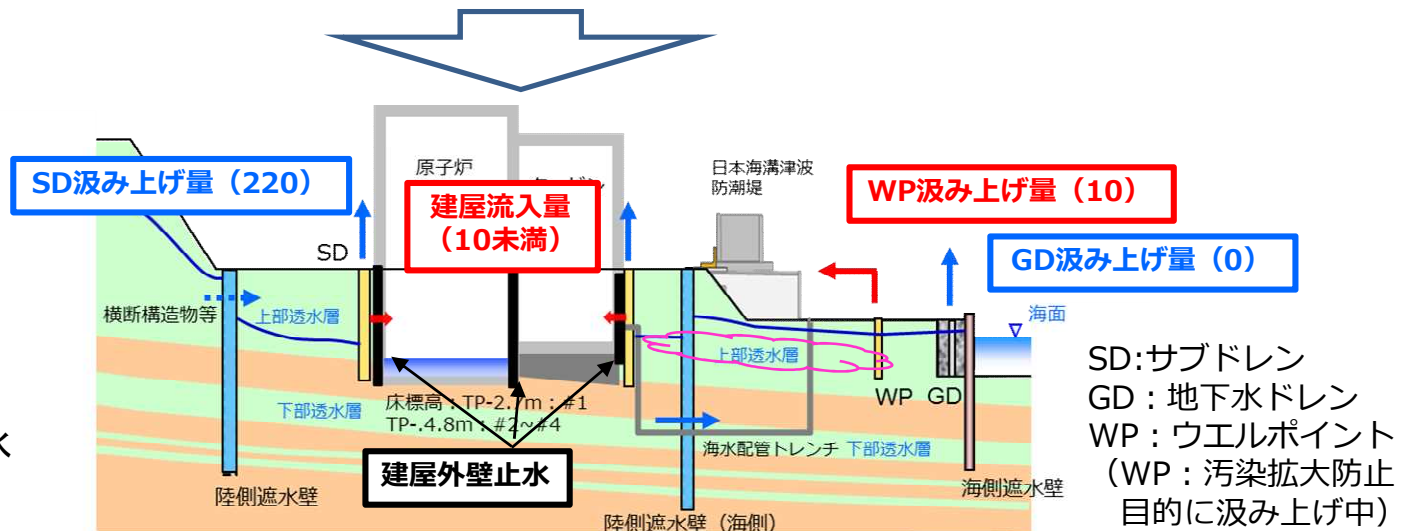 原子炉
日本海溝津波
防潮堤
SD汲み上げ量（220）
建屋流入量
（10未満）
WP汲み上げ量（10）
GD汲み上げ量（0）
SD
横断構造物等
上部透水層
上部透水層
海面
WP GD
下部透水層
床標高：TP-2.7m：#1
TP-.4.8m：#2~#4
海水配管トレンチ
下部透水層
水
建屋外壁止水
陸側遮水壁
陸側遮水壁（海側）
海側遮水壁
SD:サブドレン
GD：地下水ドレン
WP：ウエルポイント
（WP：汚染拡大防止
目的に汲み上げ中）